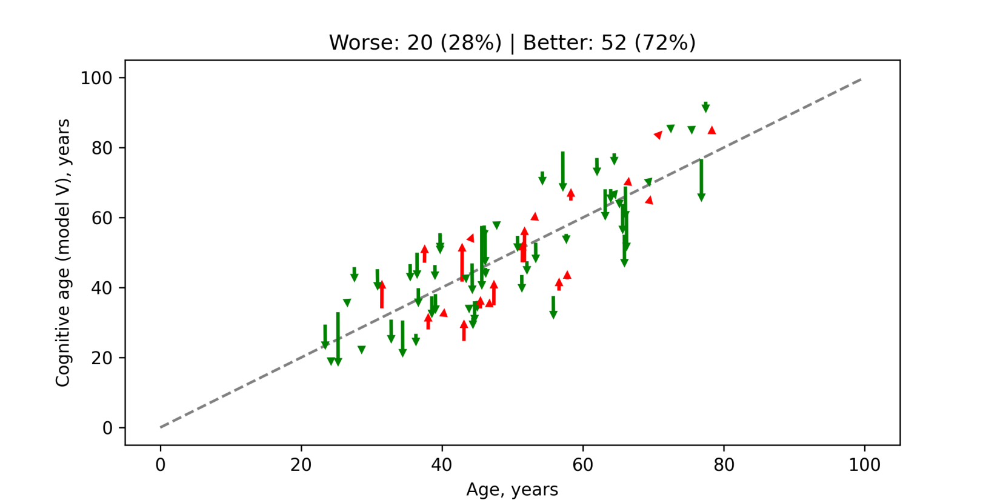 Worse: 20 (28%) | Better: 52 (72%)
100
80
60
40
20
0
Cognitive age (model V), years
0 20 40 60 80 100
Age, years